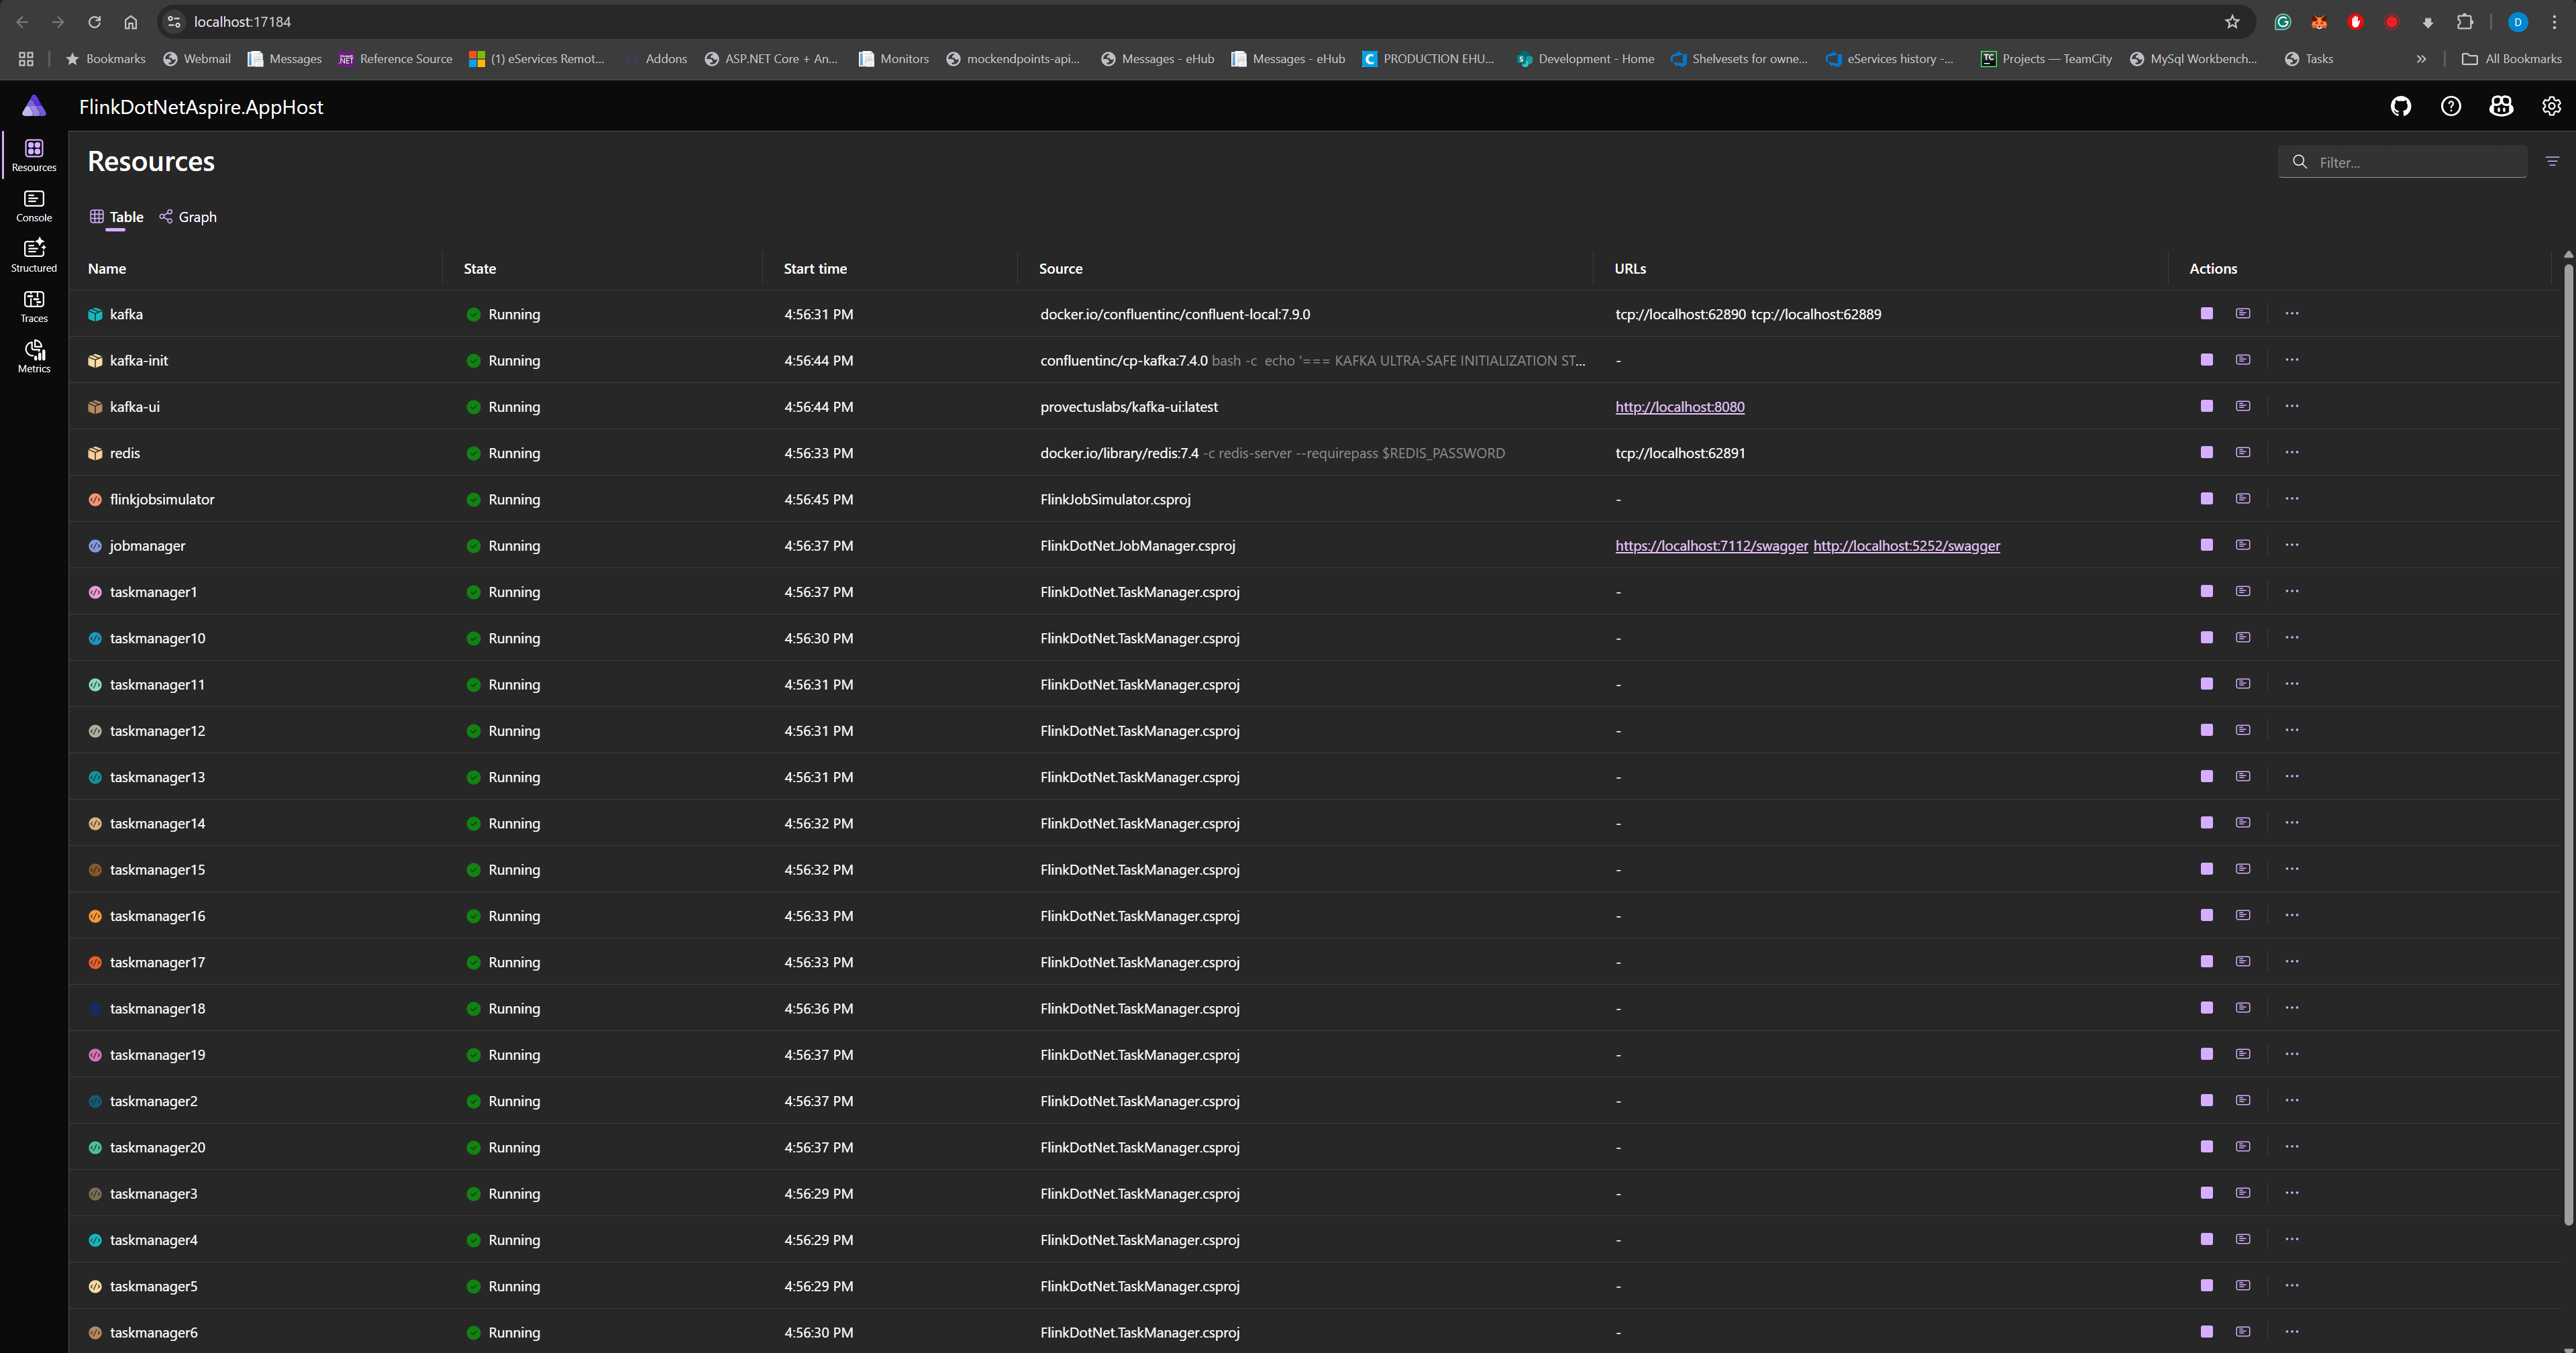 localhost:17184
D
Bookmarks Webmail Messages Reference Source (1) eServices Remot... Addons ASP.NET Core + An... Monitors mockendpoints-api... Messages - eHub Messages - eHub PRODUCTION EHU... Development - Home Shelvesets for owne... eServices history -... Projects — TeamCity MySql Workbench... Tasks » All Bookmarks
FlinkDotNetAspire.AppHost
Resources
Console
Structured
Traces
Metrics
Resources
Filter...
Table Graph
Name State Start time Source URLs Actions
kafka Running 4:56:31 PM docker.io/confluentinc/confluent-local:7.9.0 tcp://localhost:62890 tcp://localhost:62889
kafka-init Running 4:56:44 PM confluentinc/cp-kafka:7.4.0 bash -c echo '=== KAFKA ULTRA-SAFE INITIALIZATION ST... -
kafka-ui Running 4:56:44 PM provectuslabs/kafka-ui:latest http://localhost:8080
redis Running 4:56:33 PM docker.io/library/redis:7.4 -c redis-server --requirepass $REDIS_PASSWORD tcp://localhost:62891
flinkjobsimulator Running 4:56:45 PM FlinkJobSimulator.csproj -
jobmanager Running 4:56:37 PM FlinkDotNet.JobManager.csproj https://localhost:7112/swagger http://localhost:5252/swagger
taskmanager1 Running 4:56:37 PM FlinkDotNet.TaskManager.csproj -
taskmanager10 Running 4:56:30 PM FlinkDotNet.TaskManager.csproj -
taskmanager11 Running 4:56:31 PM FlinkDotNet.TaskManager.csproj -
taskmanager12 Running 4:56:31 PM FlinkDotNet.TaskManager.csproj -
taskmanager13 Running 4:56:31 PM FlinkDotNet.TaskManager.csproj -
taskmanager14 Running 4:56:32 PM FlinkDotNet.TaskManager.csproj -
taskmanager15 Running 4:56:32 PM FlinkDotNet.TaskManager.csproj -
taskmanager16 Running 4:56:33 PM FlinkDotNet.TaskManager.csproj -
taskmanager17 Running 4:56:33 PM FlinkDotNet.TaskManager.csproj -
taskmanager18 Running 4:56:36 PM FlinkDotNet.TaskManager.csproj -
taskmanager19 Running 4:56:37 PM FlinkDotNet.TaskManager.csproj -
taskmanager2 Running 4:56:37 PM FlinkDotNet.TaskManager.csproj -
taskmanager20 Running 4:56:37 PM FlinkDotNet.TaskManager.csproj -
taskmanager3 Running 4:56:29 PM FlinkDotNet.TaskManager.csproj -
taskmanager4 Running 4:56:29 PM FlinkDotNet.TaskManager.csproj -
taskmanager5 Running 4:56:29 PM FlinkDotNet.TaskManager.csproj -
taskmanager6 Running 4:56:30 PM FlinkDotNet.TaskManager.csproj -